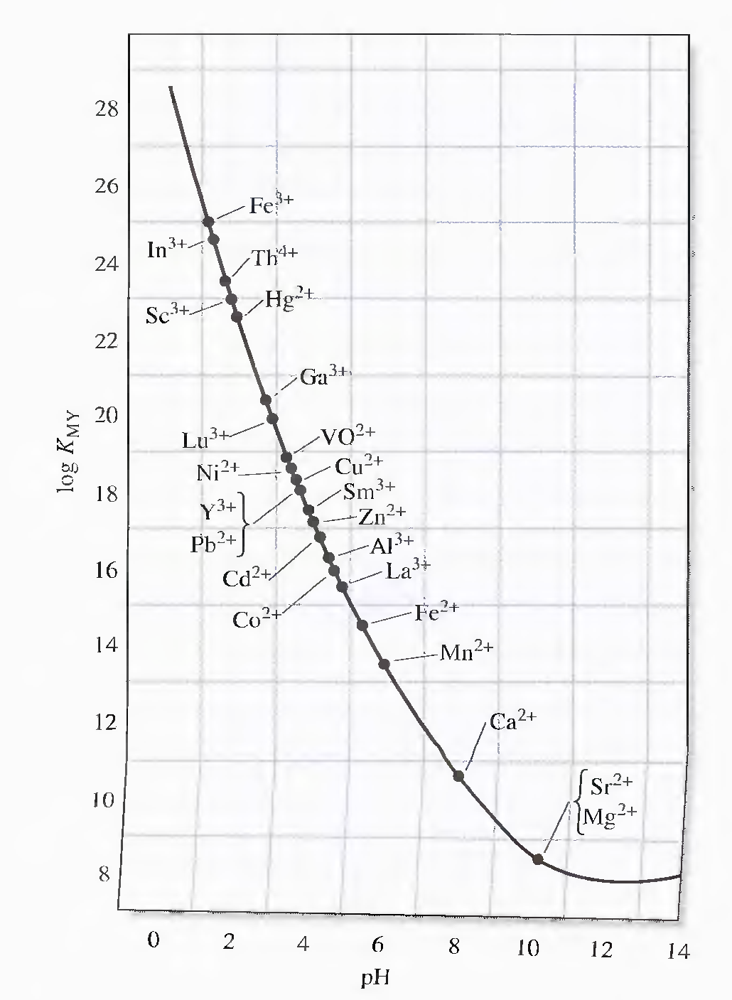 28
26
Fe³⁺
In³⁺
Th⁴⁺
24
Hg²⁺
Sc³⁺
22
Ga³⁺
20
Lu³⁺
VO²⁺
log K_MY
Ni²⁺
Cu²⁺
18
Sm³⁺
Y³⁺
Zn²⁺
Pb²⁺
Al³⁺
16
La³⁺
Cd²⁺
Co²⁺
Fe²⁺
14
Mn²⁺
12
Ca²⁺
10
Sr²⁺
Mg²⁺
8
0 2 4 6 8 10 12 14
pH